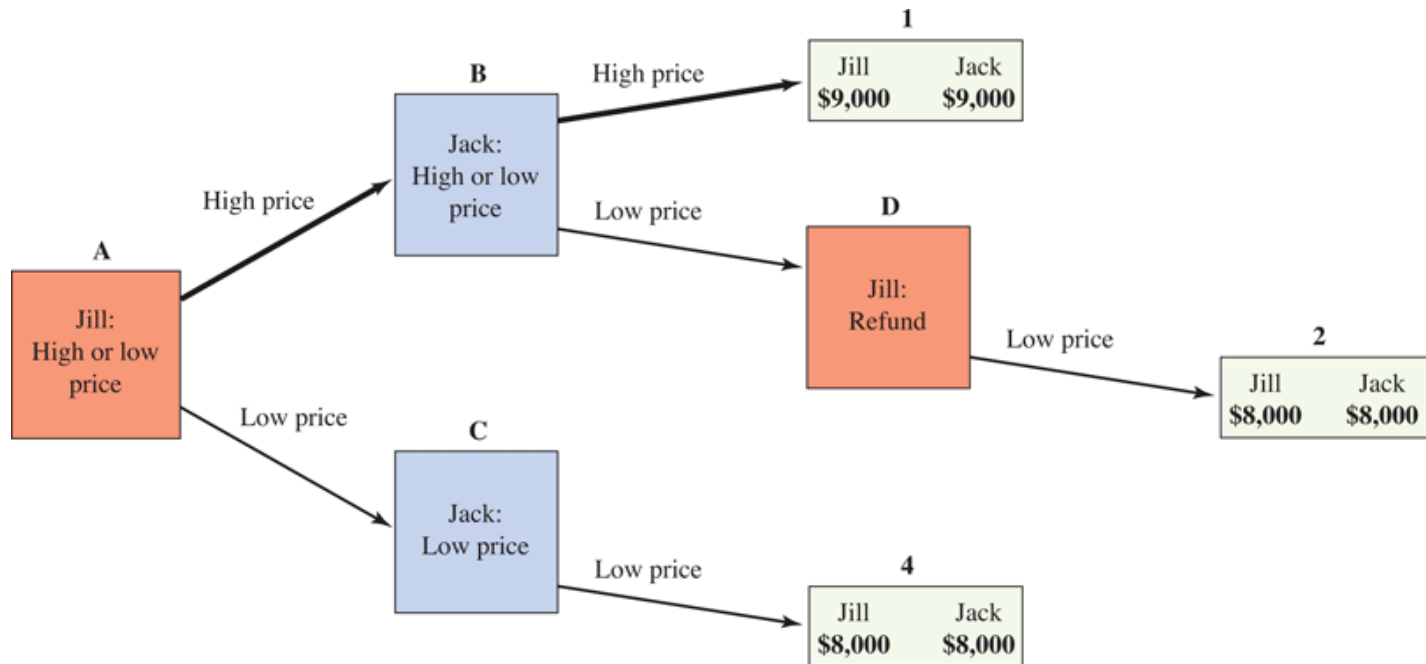 1
Jill Jack
$9,000 $9,000
B
High price
Jack:
High or low
price
High price
Low price
D
A
Jill:
Refund
Jill:
High or low
price
Low price
2
Jill Jack
$8,000 $8,000
Low price
C
Jack:
Low price
Low price
4
Jill Jack
$8,000 $8,000